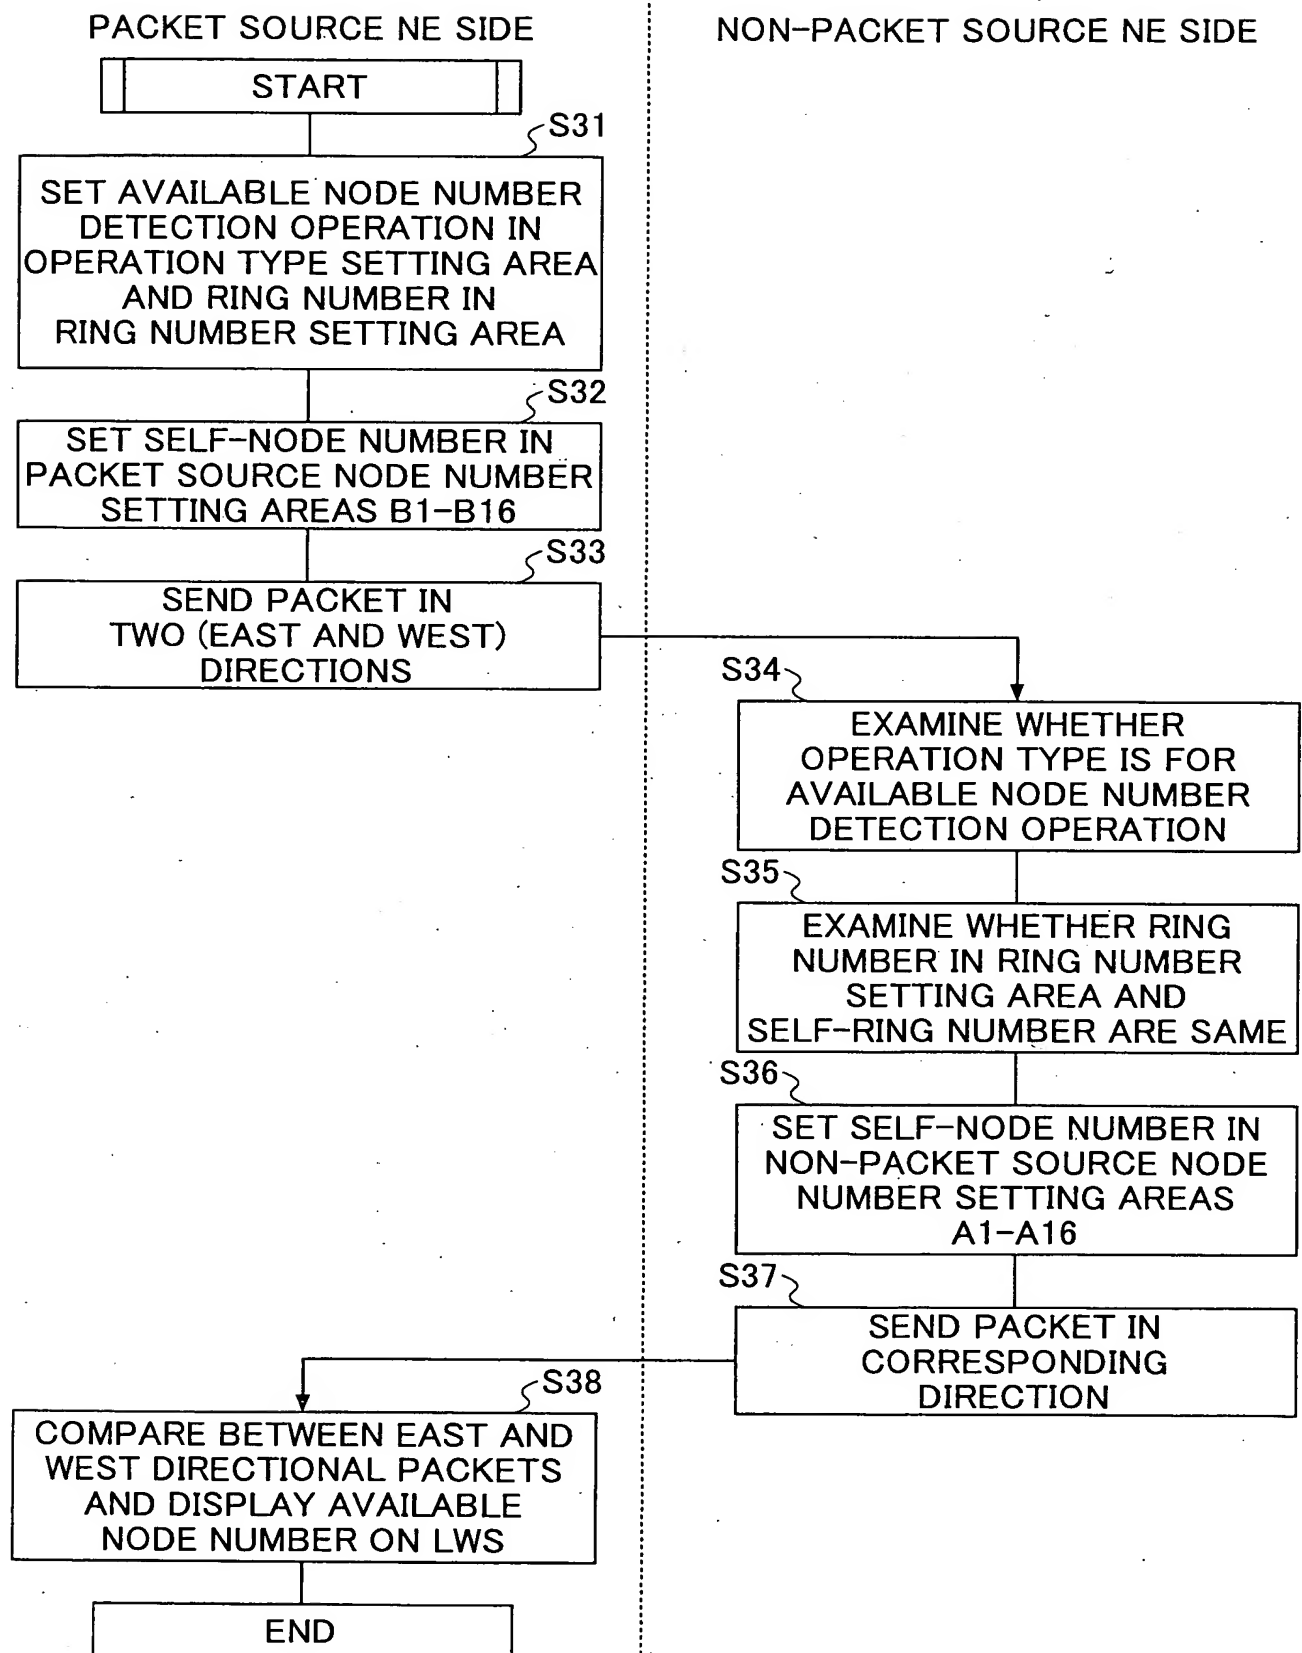 PACKET SOURCE NE SIDE
NON-PACKET SOURCE NE SIDE
START
S31
SET AVAILABLE NODE NUMBER
DETECTION OPERATION IN
OPERATION TYPE SETTING AREA
AND RING NUMBER IN
RING NUMBER SETTING AREA
S32
SET SELF-NODE NUMBER IN
PACKET SOURCE NODE NUMBER
SETTING AREAS B1-B16
S33
SEND PACKET IN
TWO (EAST AND WEST)
DIRECTIONS
S34
EXAMINE WHETHER
OPERATION TYPE IS FOR
AVAILABLE NODE NUMBER
DETECTION OPERATION
S35
EXAMINE WHETHER RING
NUMBER IN RING NUMBER
SETTING AREA AND
SELF-RING NUMBER ARE SAME
S36
SET SELF-NODE NUMBER IN
NON-PACKET SOURCE NODE
NUMBER SETTING AREAS
A1-A16
S37
SEND PACKET IN
CORRESPONDING
DIRECTION
S38
COMPARE BETWEEN EAST AND
WEST DIRECTIONAL PACKETS
AND DISPLAY AVAILABLE
NODE NUMBER ON LWS
END